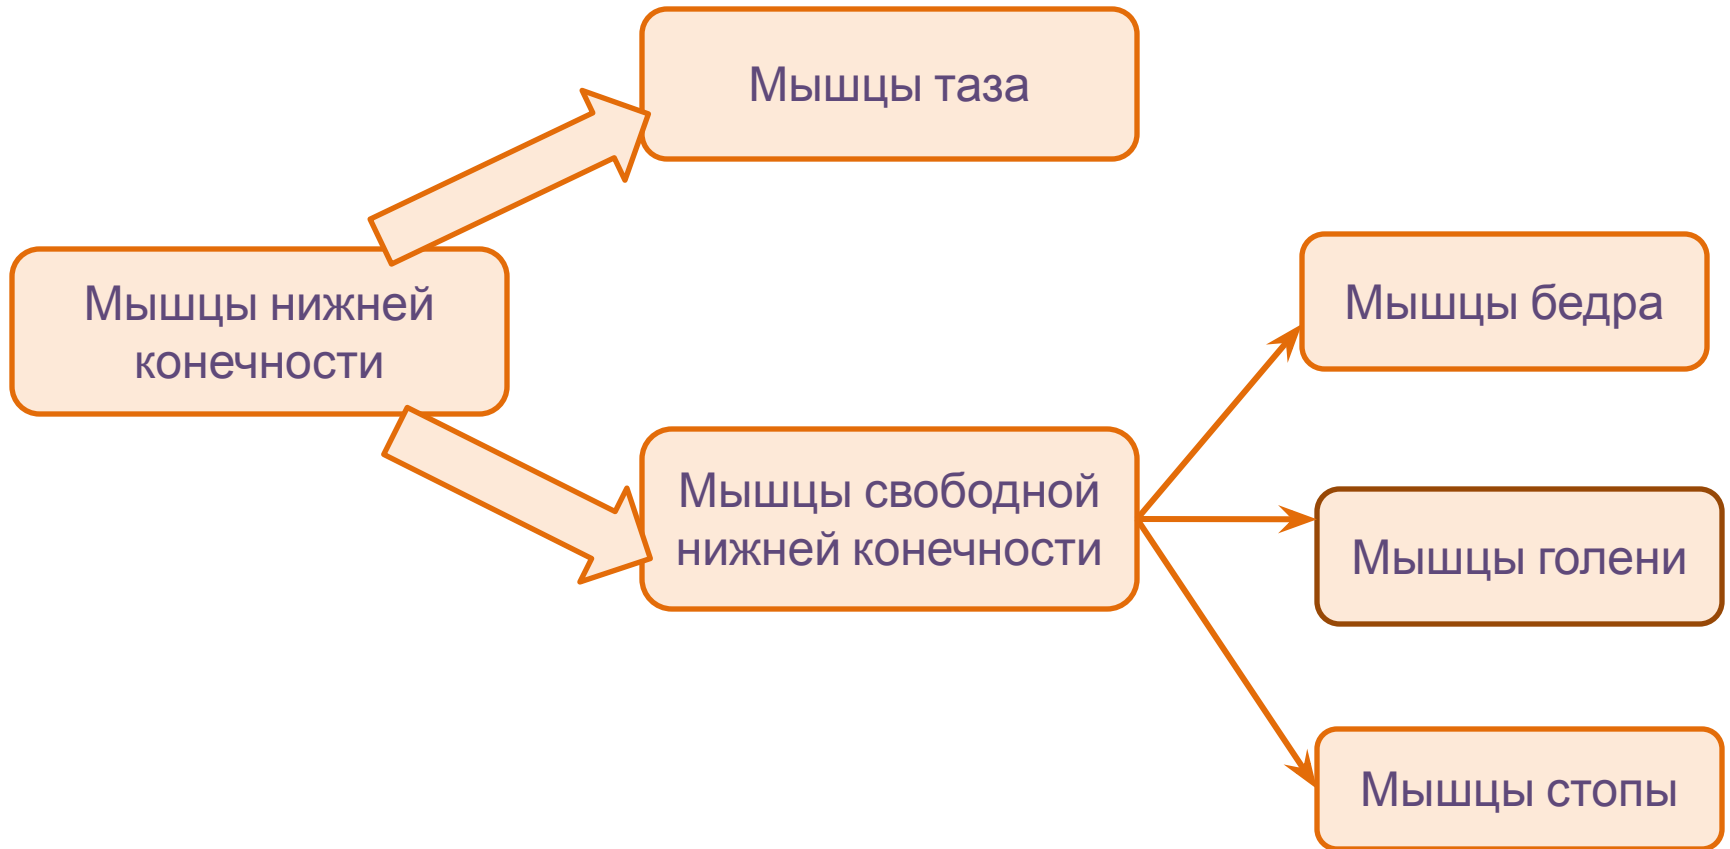 Мышцы таза
Мышцы нижней
конечности
Мышцы бедра
Мышцы свободной
нижней конечности
Мышцы голени
Мышцы стопы